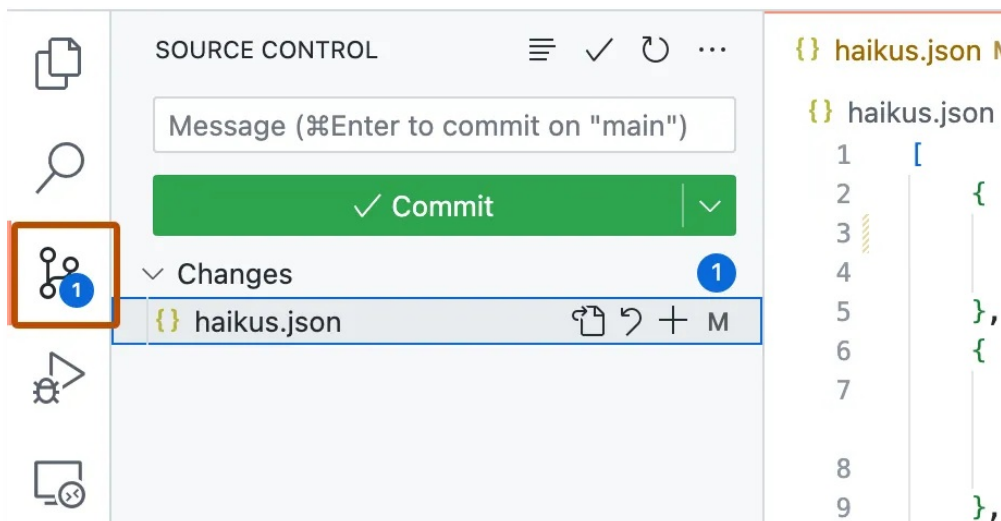 SOURCE CONTROL
Message (⌘Enter to commit on "main")
Commit
Changes 1
haikus.json M
1
{} haikus.json
{} haikus.json
1 [
2 {
3
4
5 },
6 {
7
8
9 },